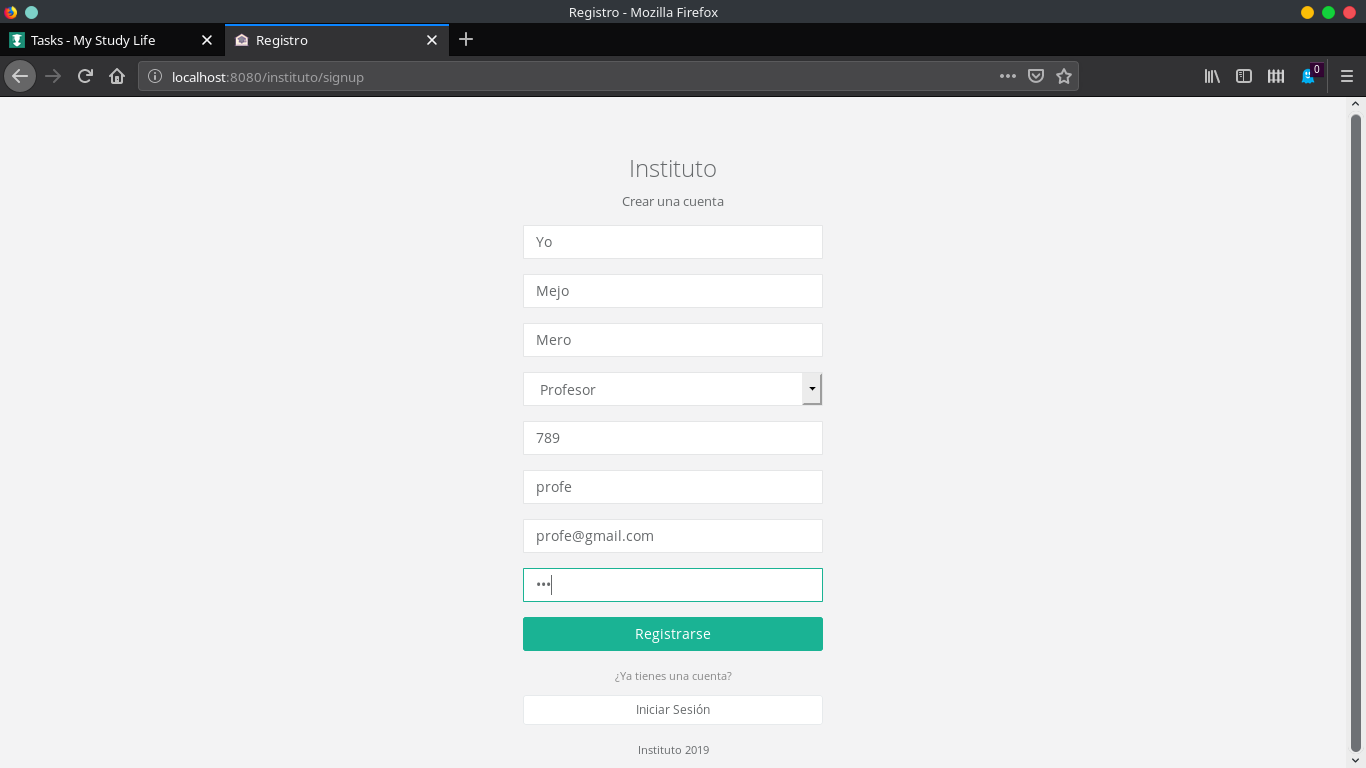 Registro - Mozilla Firefox
Tasks - My Study Life
Registro
localhost:8080/instituto/signup
0
Instituto
Crear una cuenta
Yo
Mejo
Mero
Profesor
789
profe
profe@gmail.com
•••
Registrarse
¿Ya tienes una cuenta?
Iniciar Sesión
Instituto 2019